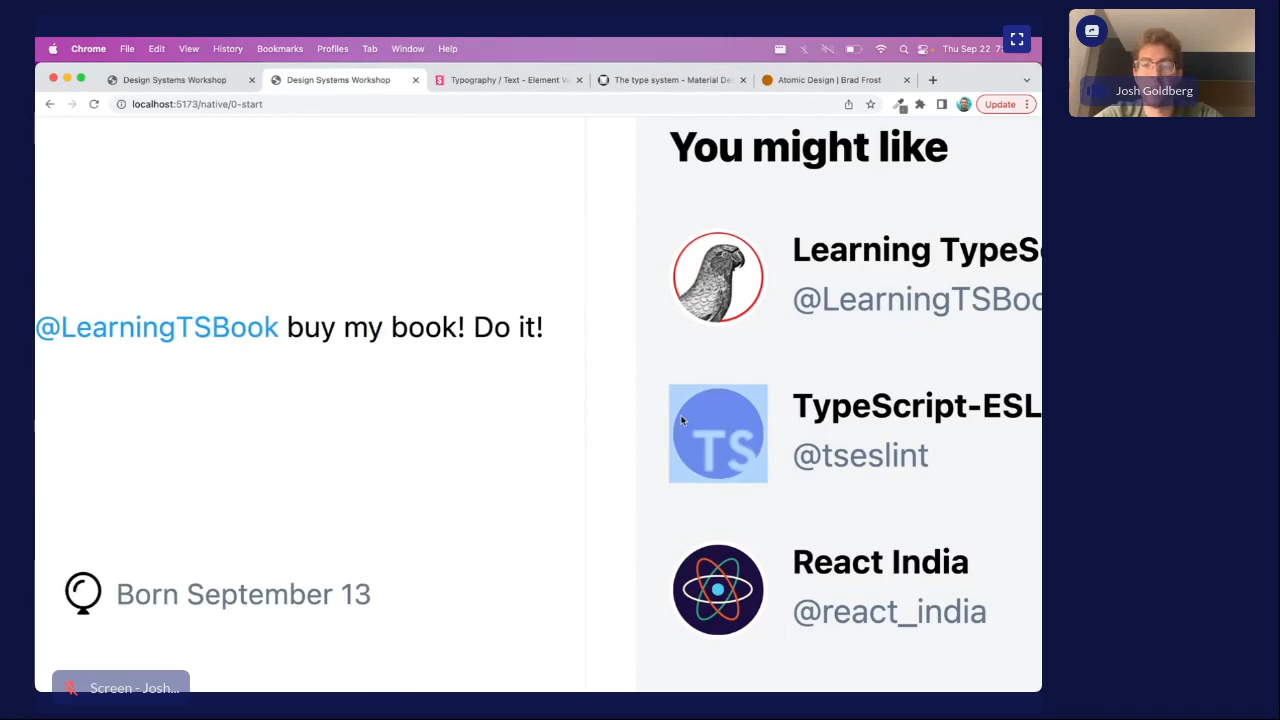 Chrome File Edit View History Bookmarks Profiles Tab Window Help
Thu Sep 22 7:
Design Systems Workshop
Design Systems Workshop
Typography / Text - Element V
The type system - Material De
Atomic Design | Brad Frost
localhost:5173/native/0-start
Update
You might like
Learning TypeS
@LearningTSBoo
@LearningTSBook buy my book! Do it!
TS
TypeScript-ESL
@tseslint
Born September 13
React India
@react_india
Screen - Josh...
Josh Goldberg